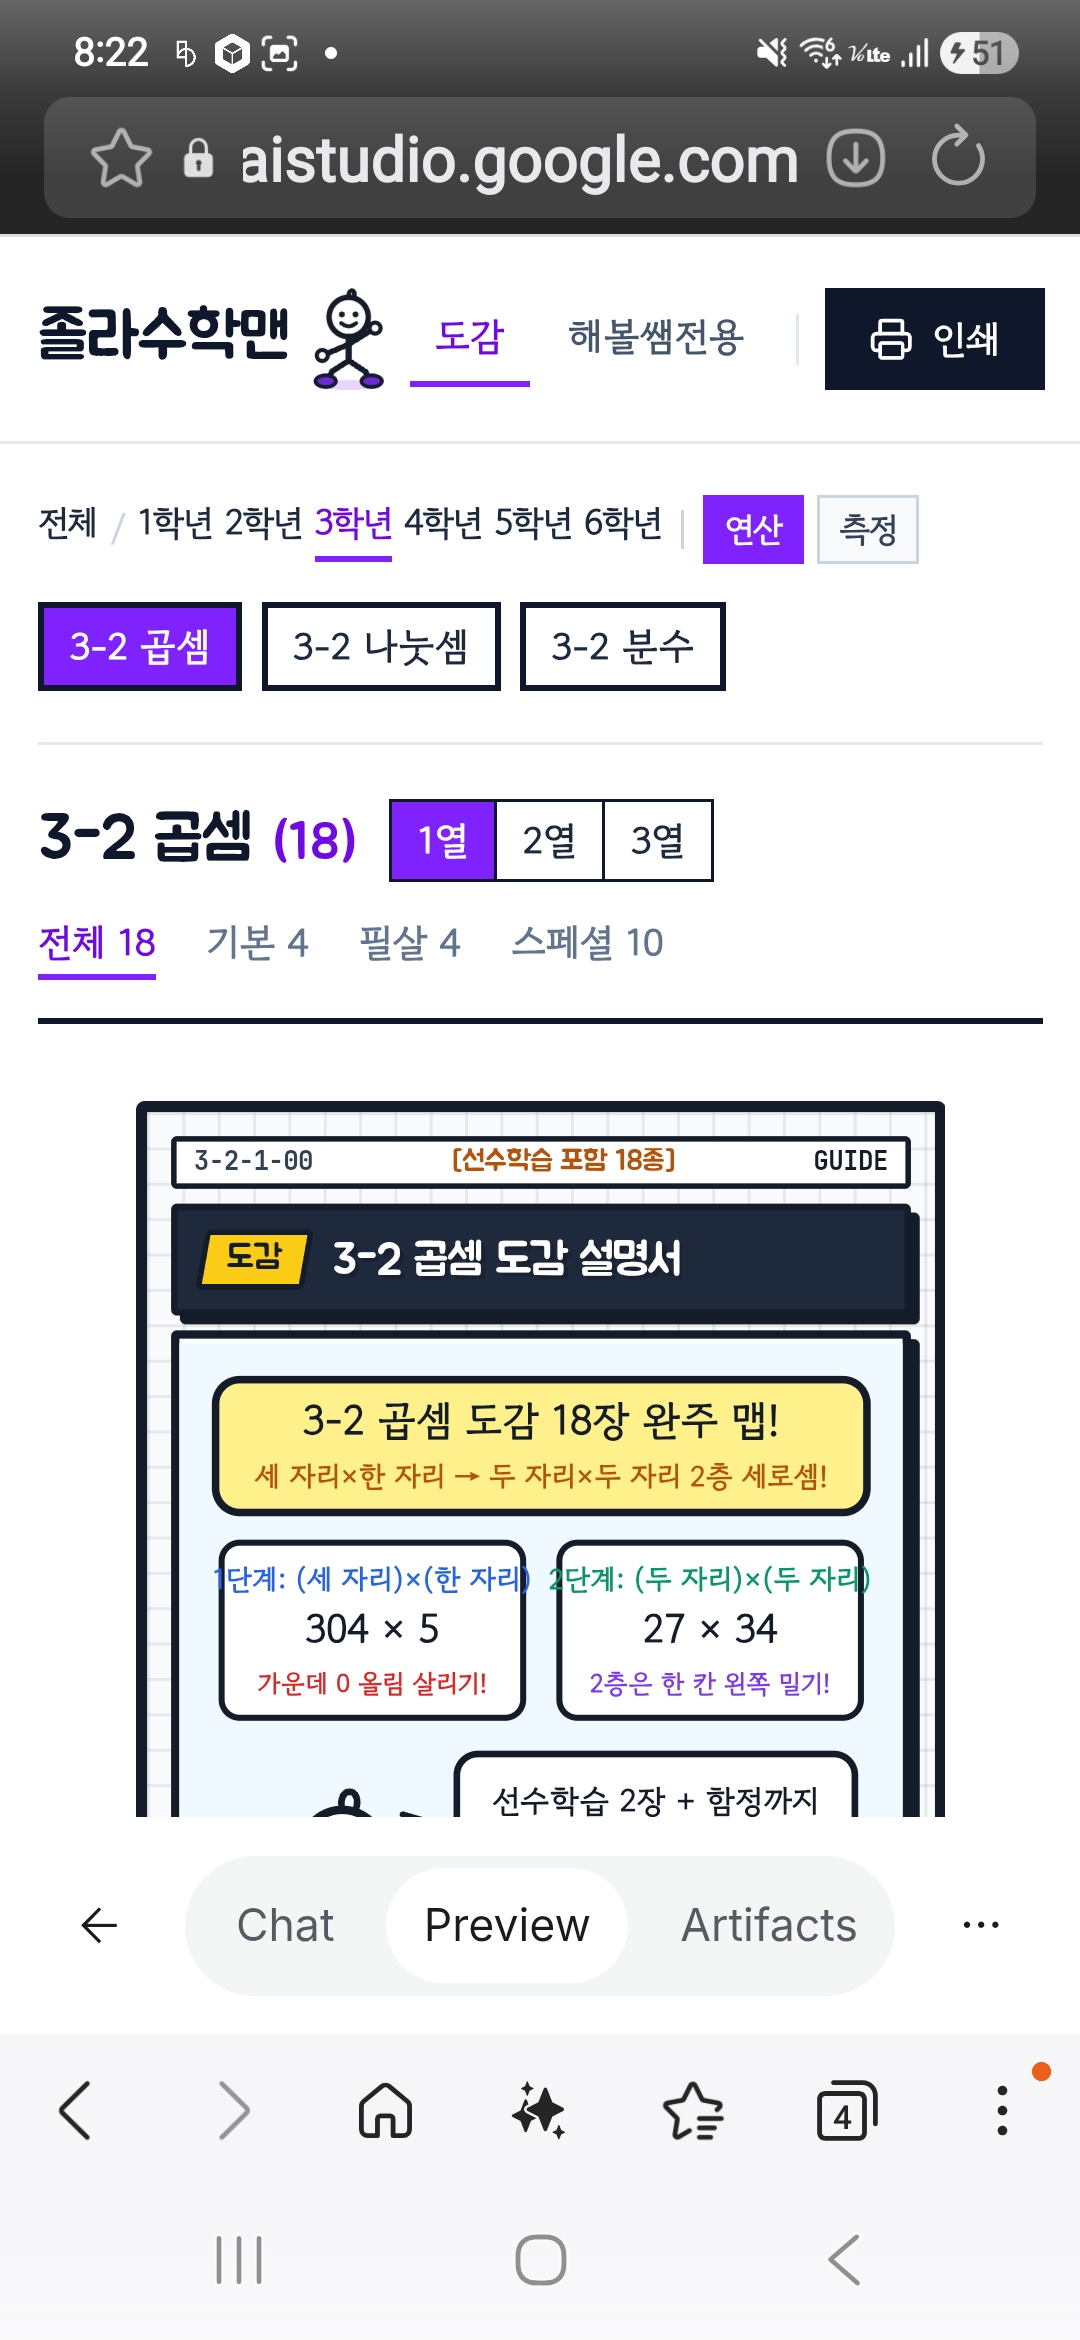 8:22
51
aistudio.google.com
졸라수학맨 도감 해볼쌤전용 인쇄
전체 / 1학년 2학년 3학년 4학년 5학년 6학년 | 연산 측정
3-2 곱셈 3-2 나눗셈 3-2 분수
3-2 곱셈 (18) 1열 2열 3열
전체 18 기본 4 필살 4 스페셜 10
3-2-1-00 [선수학습 포함 18종] GUIDE
도감 3-2 곱셈 도감 설명서
3-2 곱셈 도감 18장 완주 맵!
세 자리×한 자리 → 두 자리×두 자리 2층 세로셈!
1단계: (세 자리)×(한 자리) 2단계: (두 자리)×(두 자리)
304 × 5 27 × 34
가운데 0 올림 살리기! 2층은 한 칸 왼쪽 밀기!
선수학습 2장 + 함정까지
Chat Preview Artifacts
4